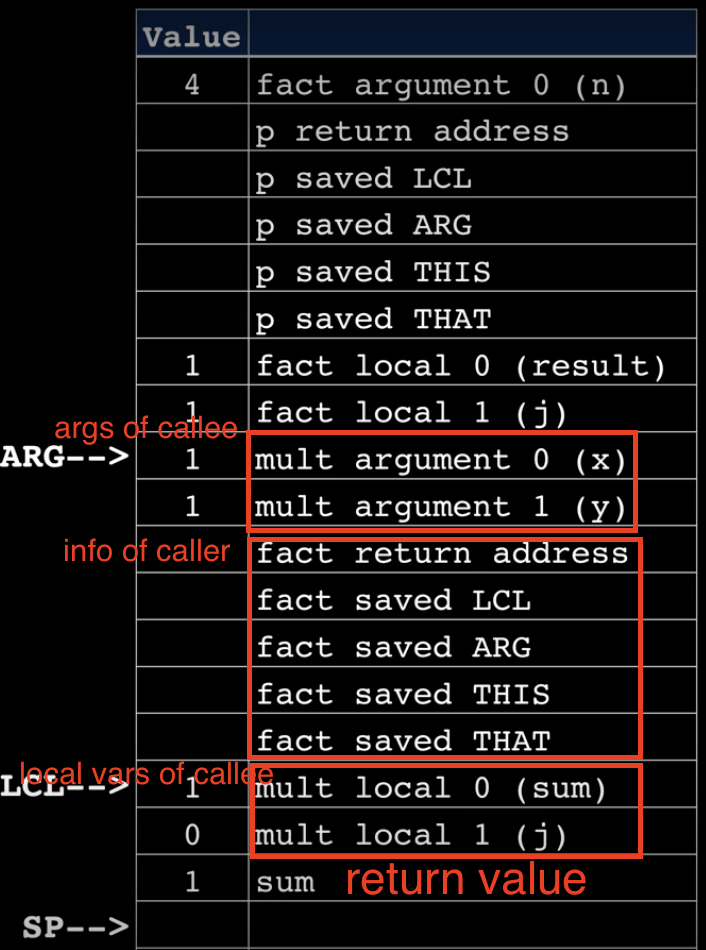 Value
4 fact argument 0 (n)
p return address
p saved LCL
p saved ARG
p saved THIS
p saved THAT
1 fact local 0 (result)
1 fact local 1 (j)
args of callee
ARG--> 1 mult argument 0 (x)
1 mult argument 1 (y)
info of caller fact return address
fact saved LCL
fact saved ARG
fact saved THIS
fact saved THAT
local vars of callee
LCL--> 1 mult local 0 (sum)
0 mult local 1 (j)
1 sum return value
SP-->